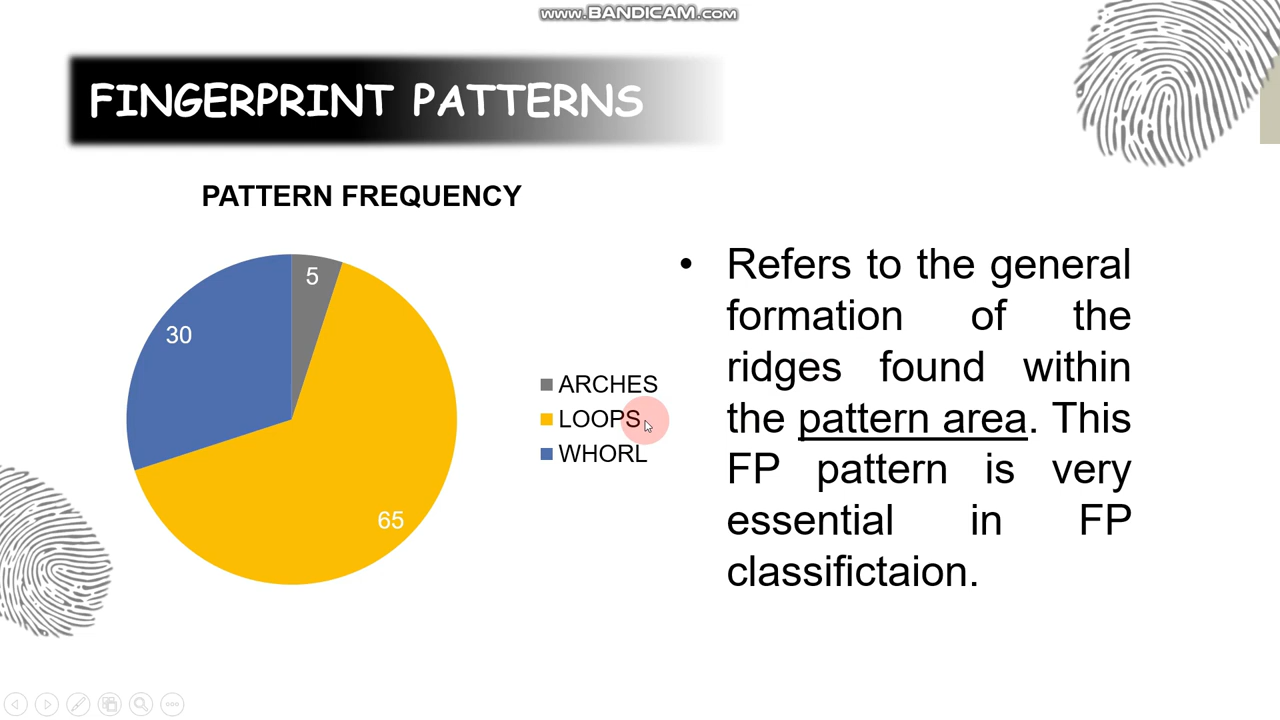 www.BANDICAM.com
FINGERPRINT PATTERNS
PATTERN FREQUENCY
5
30
65
ARCHES
LOOPS
WHORL
• Refers to the general
formation of the
ridges found within
the pattern area. This
FP pattern is very
essential in FP
classifictaion.